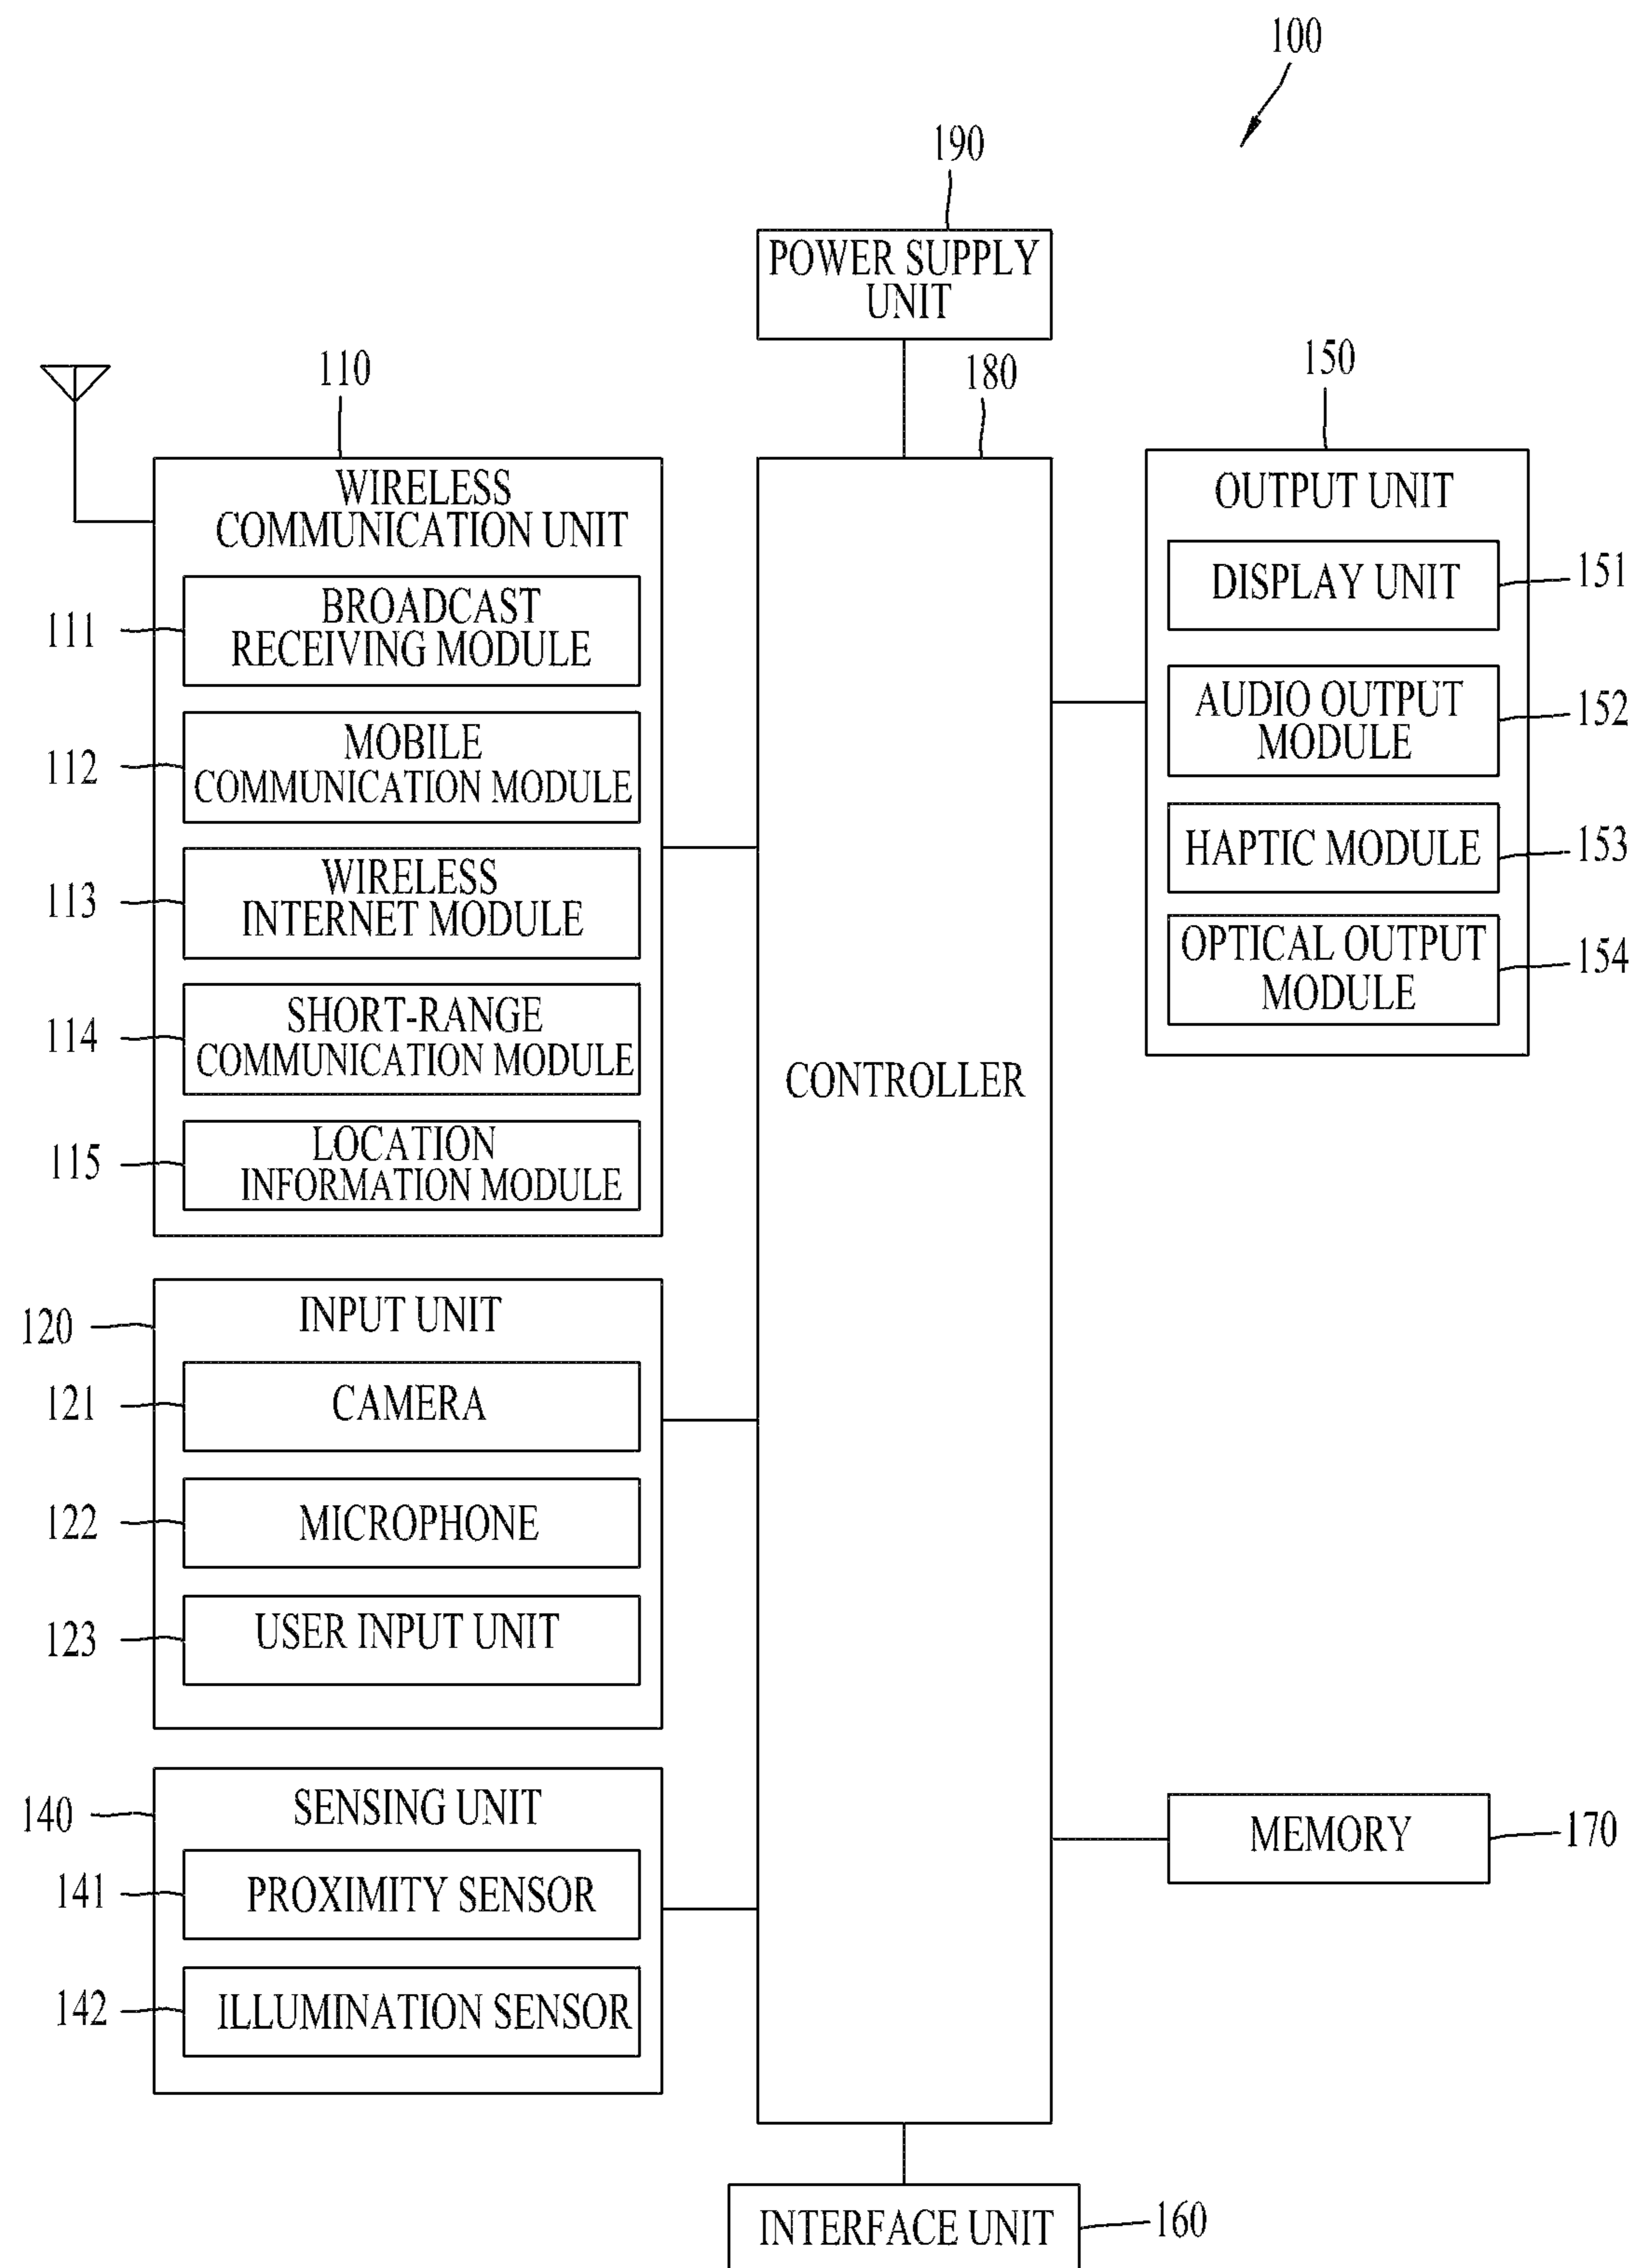 100
190
POWER SUPPLY
UNIT
110
180
150
WIRELESS
COMMUNICATION UNIT
111
BROADCAST
RECEIVING MODULE
112
MOBILE
COMMUNICATION MODULE
113
WIRELESS
INTERNET MODULE
114
SHORT-RANGE
COMMUNICATION MODULE
115
LOCATION
INFORMATION MODULE
120
INPUT UNIT
121
CAMERA
122
MICROPHONE
123
USER INPUT UNIT
140
SENSING UNIT
141
PROXIMITY SENSOR
142
ILLUMINATION SENSOR
CONTROLLER
OUTPUT UNIT
DISPLAY UNIT
151
AUDIO OUTPUT
MODULE
152
HAPTIC MODULE
153
OPTICAL OUTPUT
MODULE
154
MEMORY
170
INTERFACE UNIT
160